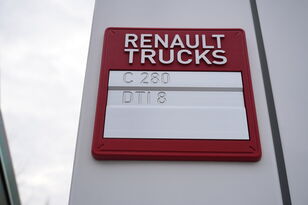 RENAULT
TRUCKS
C 280
DTI 8